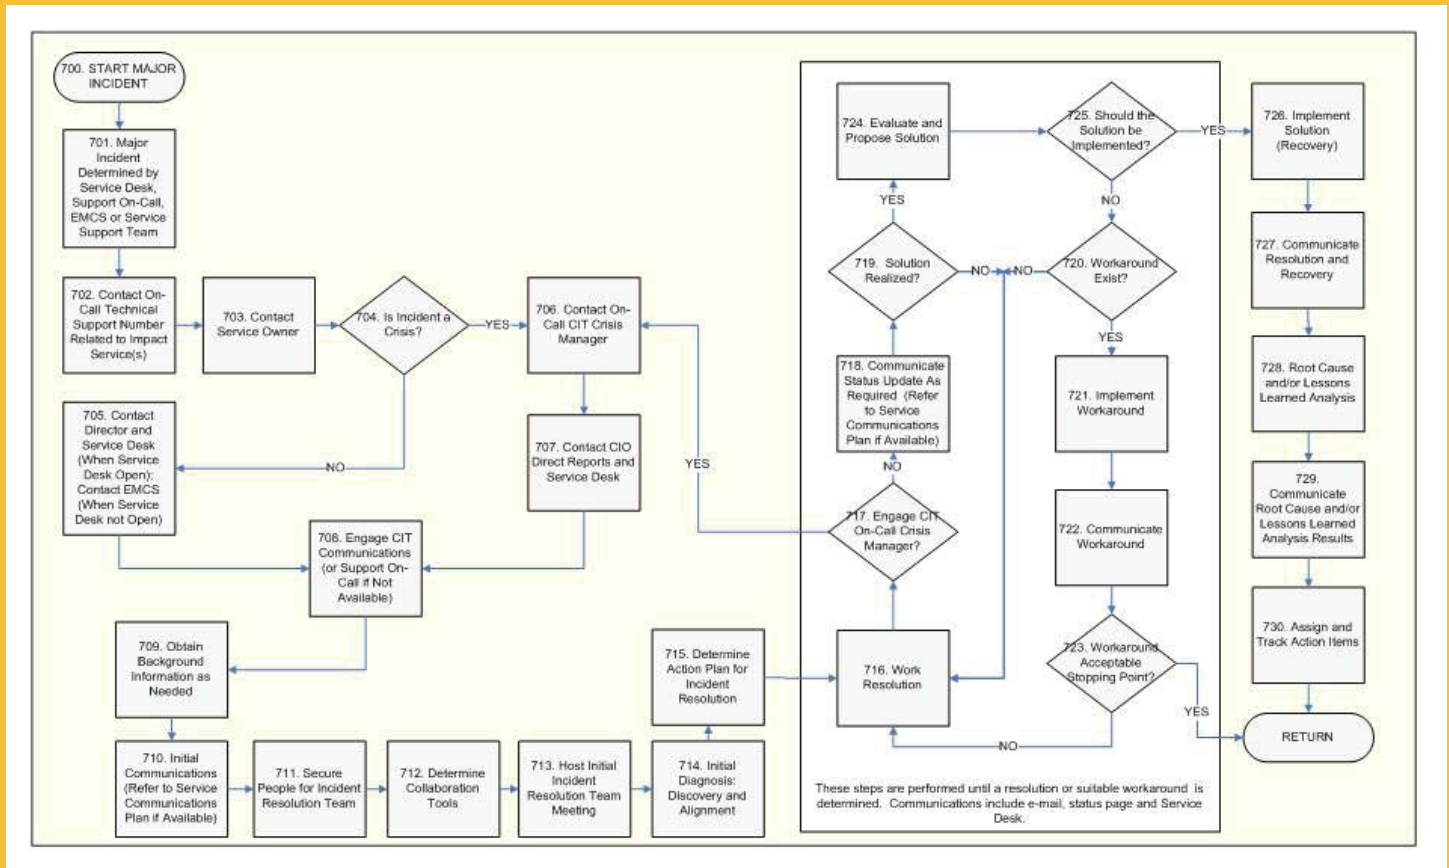 700. START MAJOR
INCIDENT
701. Major
Incident
Determined by
Service Desk,
Support On-Call,
EMCS or Service
Support Team
702. Contact On-
Call Technical
Support Number
Related to Impact
Service(s)
703. Contact
Service Owner
704. Is Incident a
Crisis?
YES
NO
705. Contact
Director and
Service Desk
(When Service
Desk Open);
Contact EMCS
(When Service
Desk not Open)
706. Contact On-
Call CIT Crisis
Manager
707. Contact CIO
Direct Reports and
Service Desk
708. Engage CIT
Communications
(or Support On-
Call if Not
Available)
709. Obtain
Background
Information as
Needed
710. Initial
Communications
(Refer to Service
Communications
Plan if Available)
711. Secure
People for Incident
Resolution Team
712. Determine
Collaboration
Tools
713. Host Initial
Incident
Resolution Team
Meeting
714. Initial
Diagnosis:
Discovery and
Alignment
715. Determine
Action Plan for
Incident
Resolution
716. Work
Resolution
717. Engage CIT
On-Call Crisis
Manager?
YES
NO
718. Communicate
Status Update As
Required (Refer
to Service
Communications
Plan if Available)
719. Solution
Realized?
YES
NO
NO
720. Workaround
Exist?
YES
721. Implement
Workaround
722. Communicate
Workaround
723. Workaround
Acceptable
Stopping Point?
YES
NO
724. Evaluate and
Propose Solution
725. Should the
Solution be
Implemented?
YES
NO
These steps are performed until a resolution or suitable workaround is
determined. Communications include e-mail, status page and Service
Desk.
726. Implement
Solution
(Recovery)
727. Communicate
Resolution and
Recovery
728. Root Cause
and/or Lessons
Learned Analysis
729.
Communicate
Root Cause and/or
Lessons Learned
Analysis Results
730. Assign and
Track Action Items
RETURN